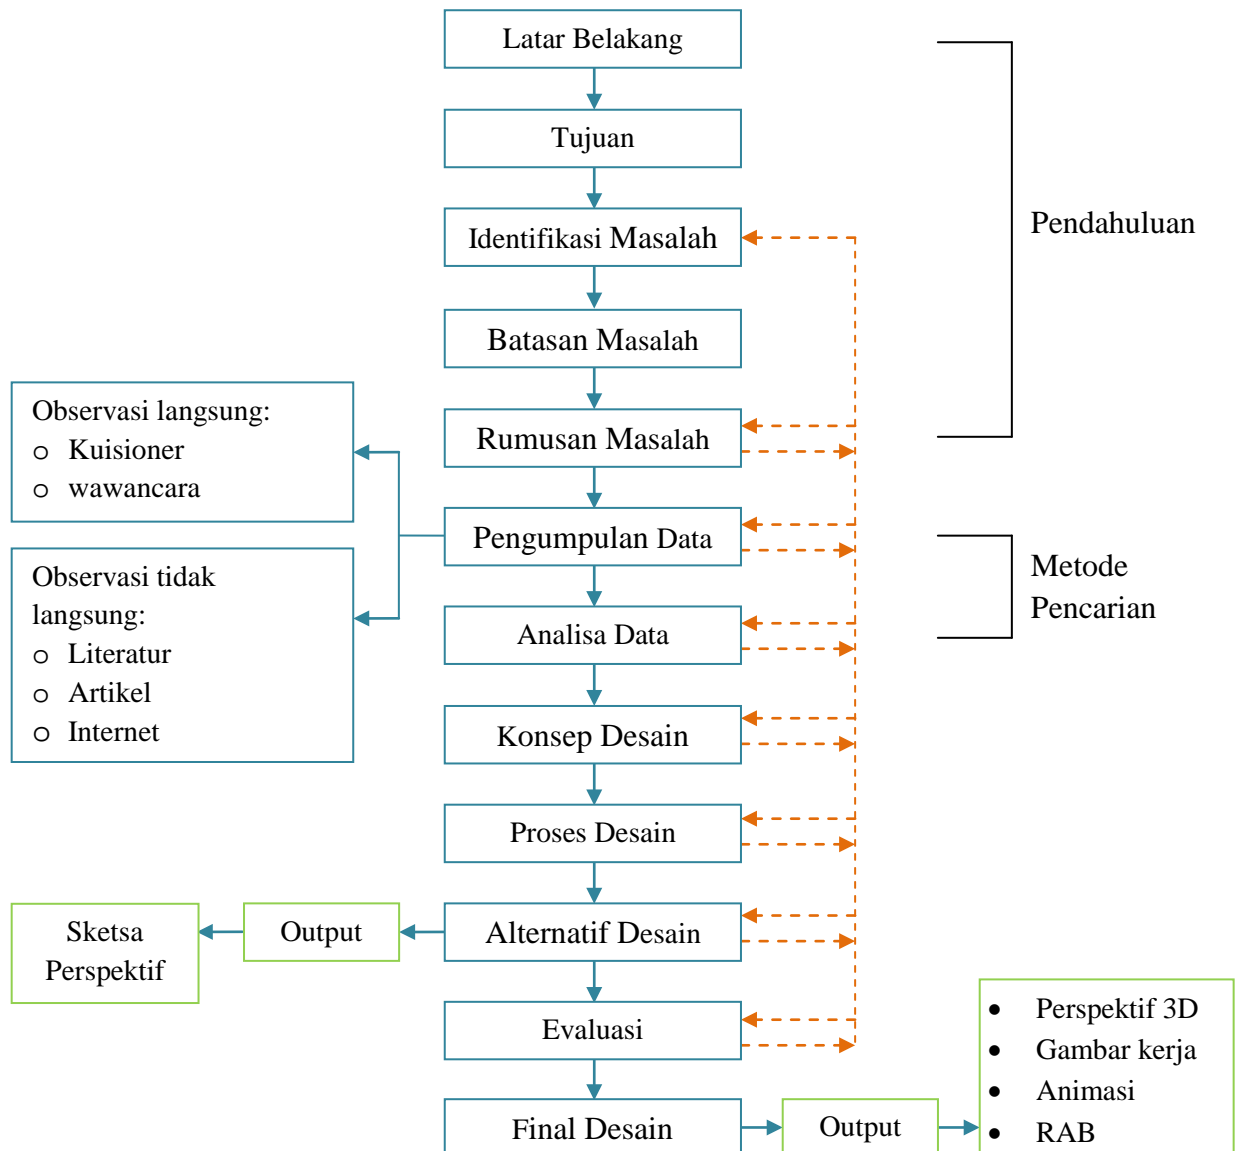 Latar Belakang
Tujuan
Identifikasi Masalah
Pendahuluan
Batasan Masalah
Rumusan Masalah
Observasi langsung:
o Kuisioner
o wawancara
Pengumpulan Data
Metode
Pencarian
Observasi tidak
langsung:
o Literatur
o Artikel
o Internet
Analisa Data
Konsep Desain
Proses Desain
Alternatif Desain
Output
Sketsa
Perspektif
Evaluasi
Final Desain
Output
• Perspektif 3D
• Gambar kerja
• Animasi
• RAB